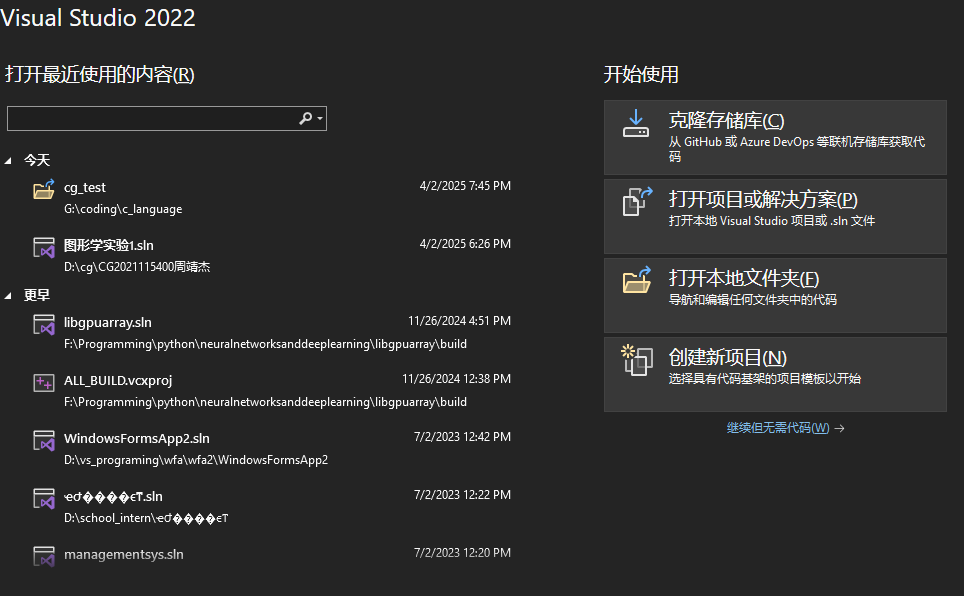 Visual Studio 2022
打开最近使用的内容(R)
今天
cg_test
4/2/2025 7:45 PM
G:\coding\c_language
图形学实验1.sln
4/2/2025 6:26 PM
D:\cg\CG2021115400周靖杰
更早
libgpuarray.sln
11/26/2024 4:51 PM
F:\Programming\python\neuralnetworksanddeeplearning\libgpuarray\build
ALL_BUILD.vcxproj
11/26/2024 12:38 PM
F:\Programming\python\neuralnetworksanddeeplearning\libgpuarray\build
WindowsFormsApp2.sln
7/2/2023 12:42 PM
D:\vs_programing\wfa\wfa2\WindowsFormsApp2
.sln
7/2/2023 12:22 PM
D:\school_intern\
managementsys.sln
7/2/2023 12:20 PM
开始使用
克隆存储库(C)
从 GitHub 或 Azure DevOps 等联机存储库获取代
码
打开项目或解决方案(P)
打开本地 Visual Studio 项目或 .sln 文件
打开本地文件夹(F)
导航和编辑任何文件夹中的代码
创建新项目(N)
选择具有代码基架的项目模板以开始
继续但无需代码(W) →